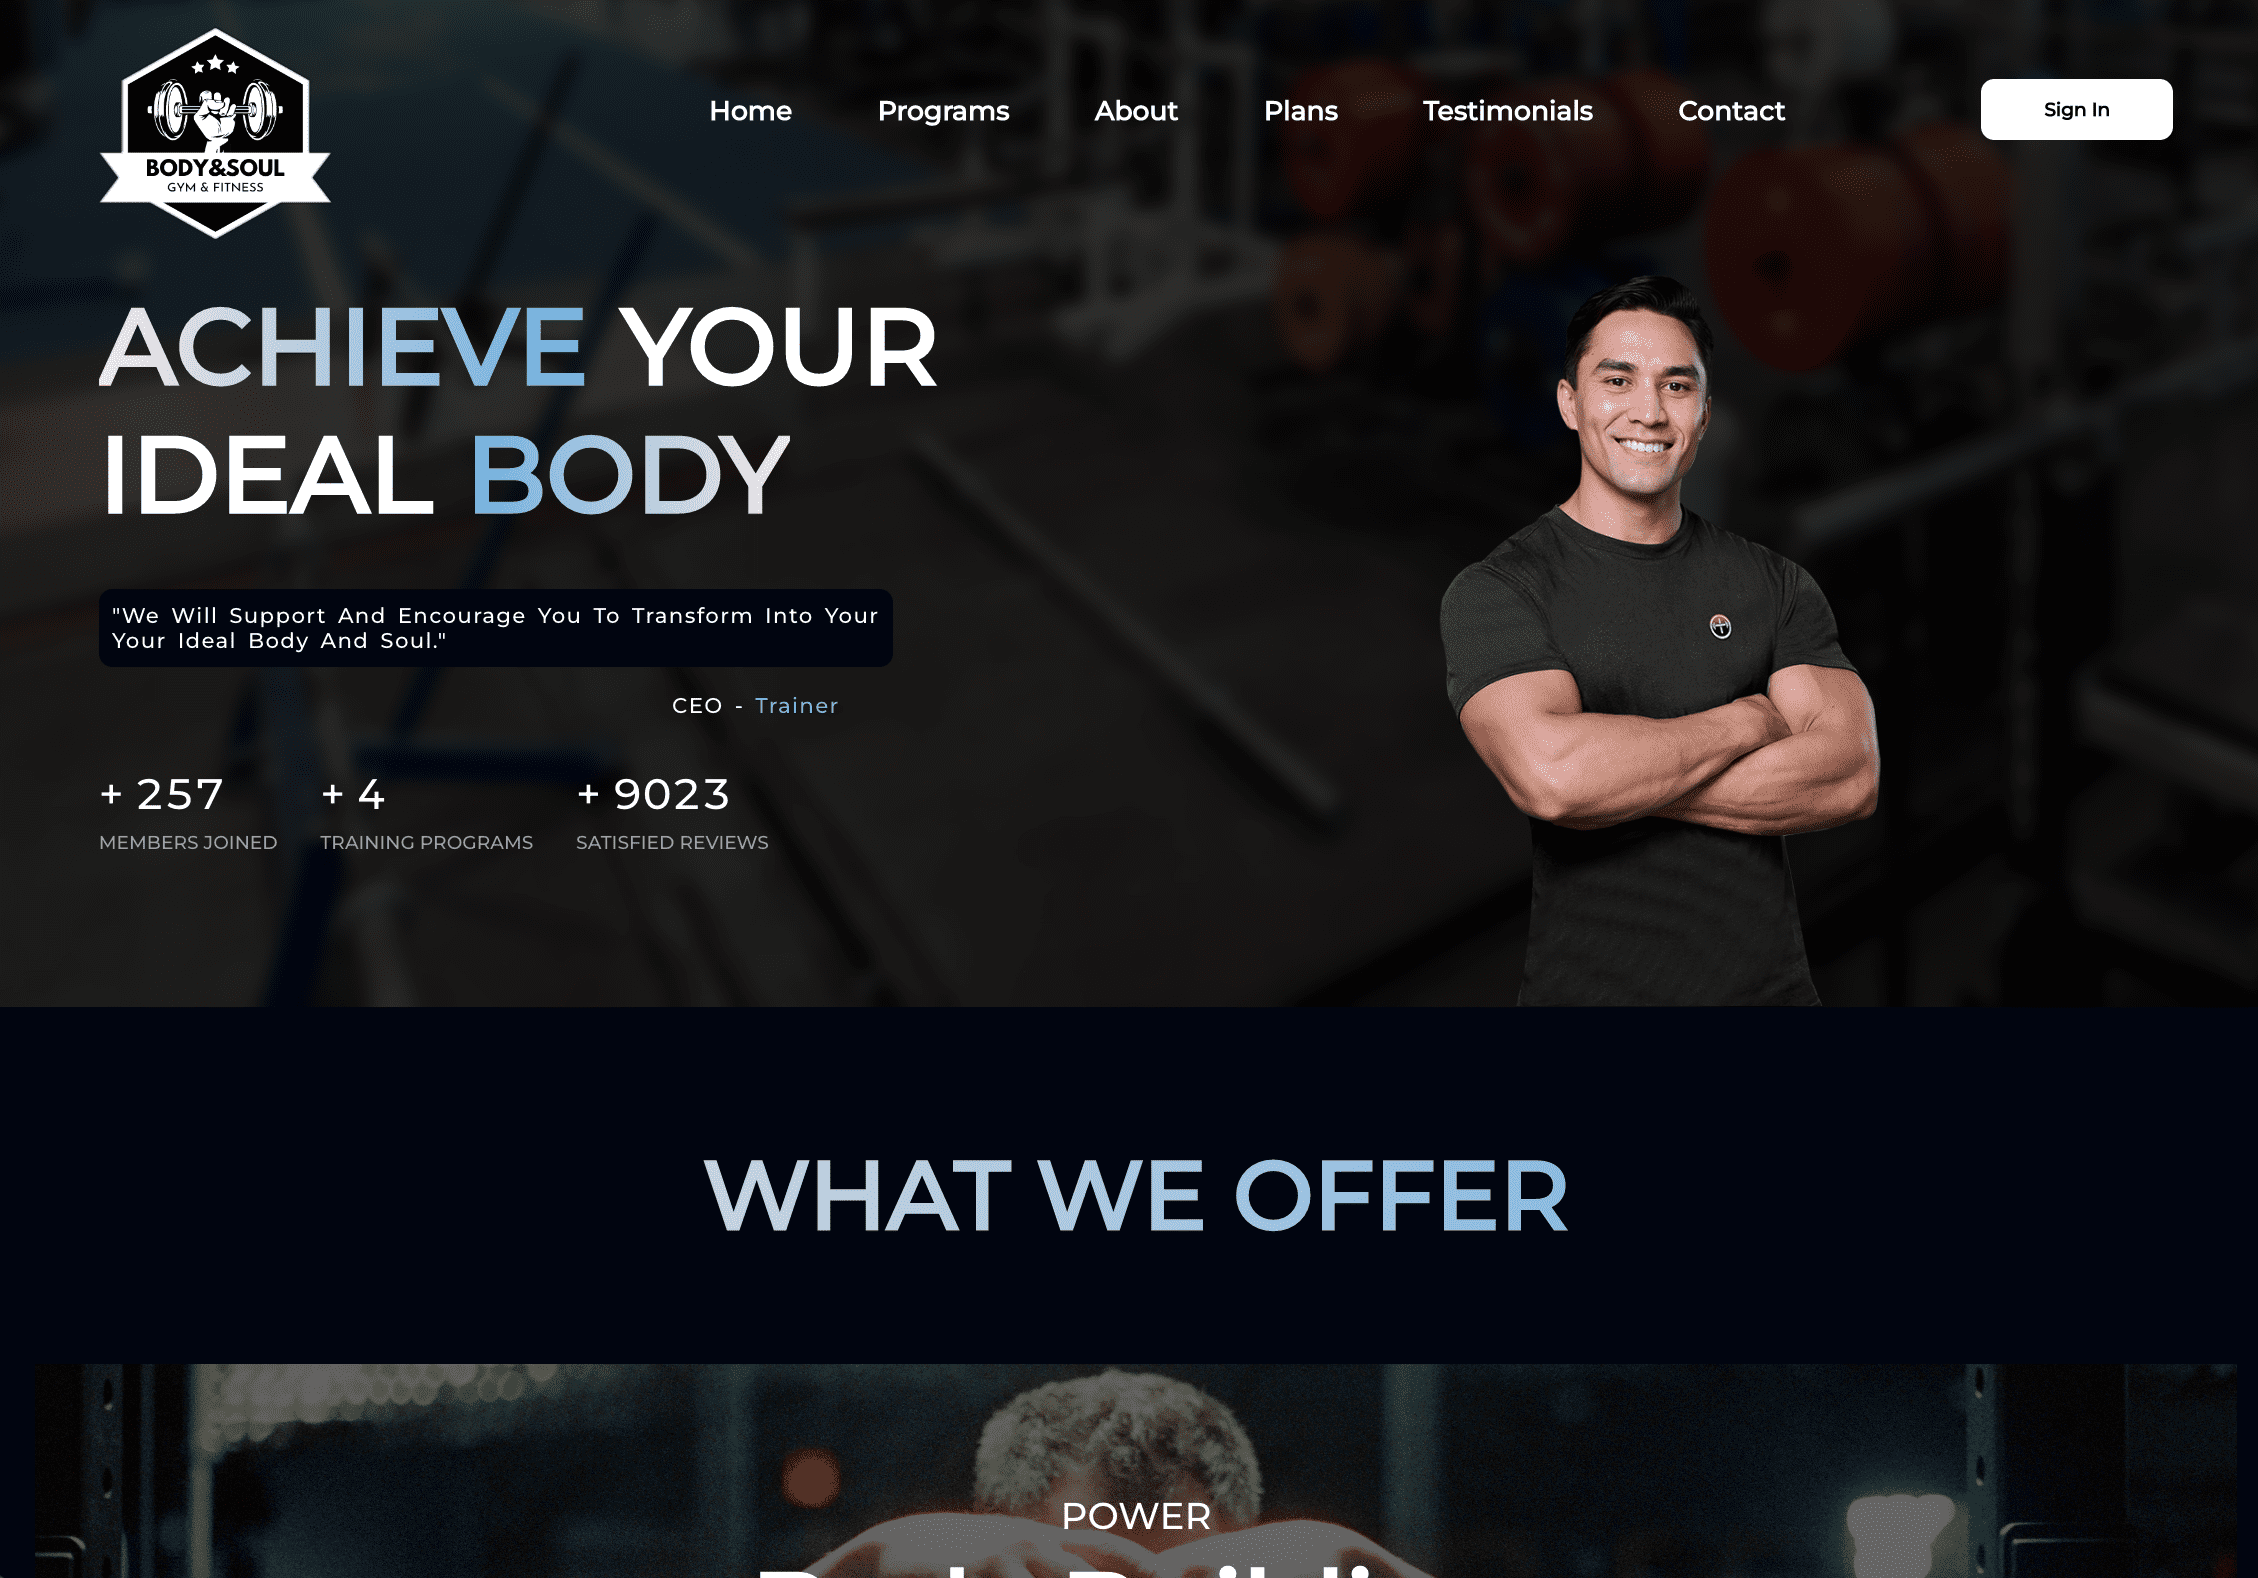 BODY&SOUL
GYM & FITNESS
Home Programs About Plans Testimonials Contact Sign In
ACHIEVE YOUR
IDEAL BODY
"We Will Support And Encourage You To Transform Into Your
Your Ideal Body And Soul."
CEO - Trainer
+ 257 + 4 + 9023
MEMBERS JOINED TRAINING PROGRAMS SATISFIED REVIEWS
WHAT WE OFFER
POWER